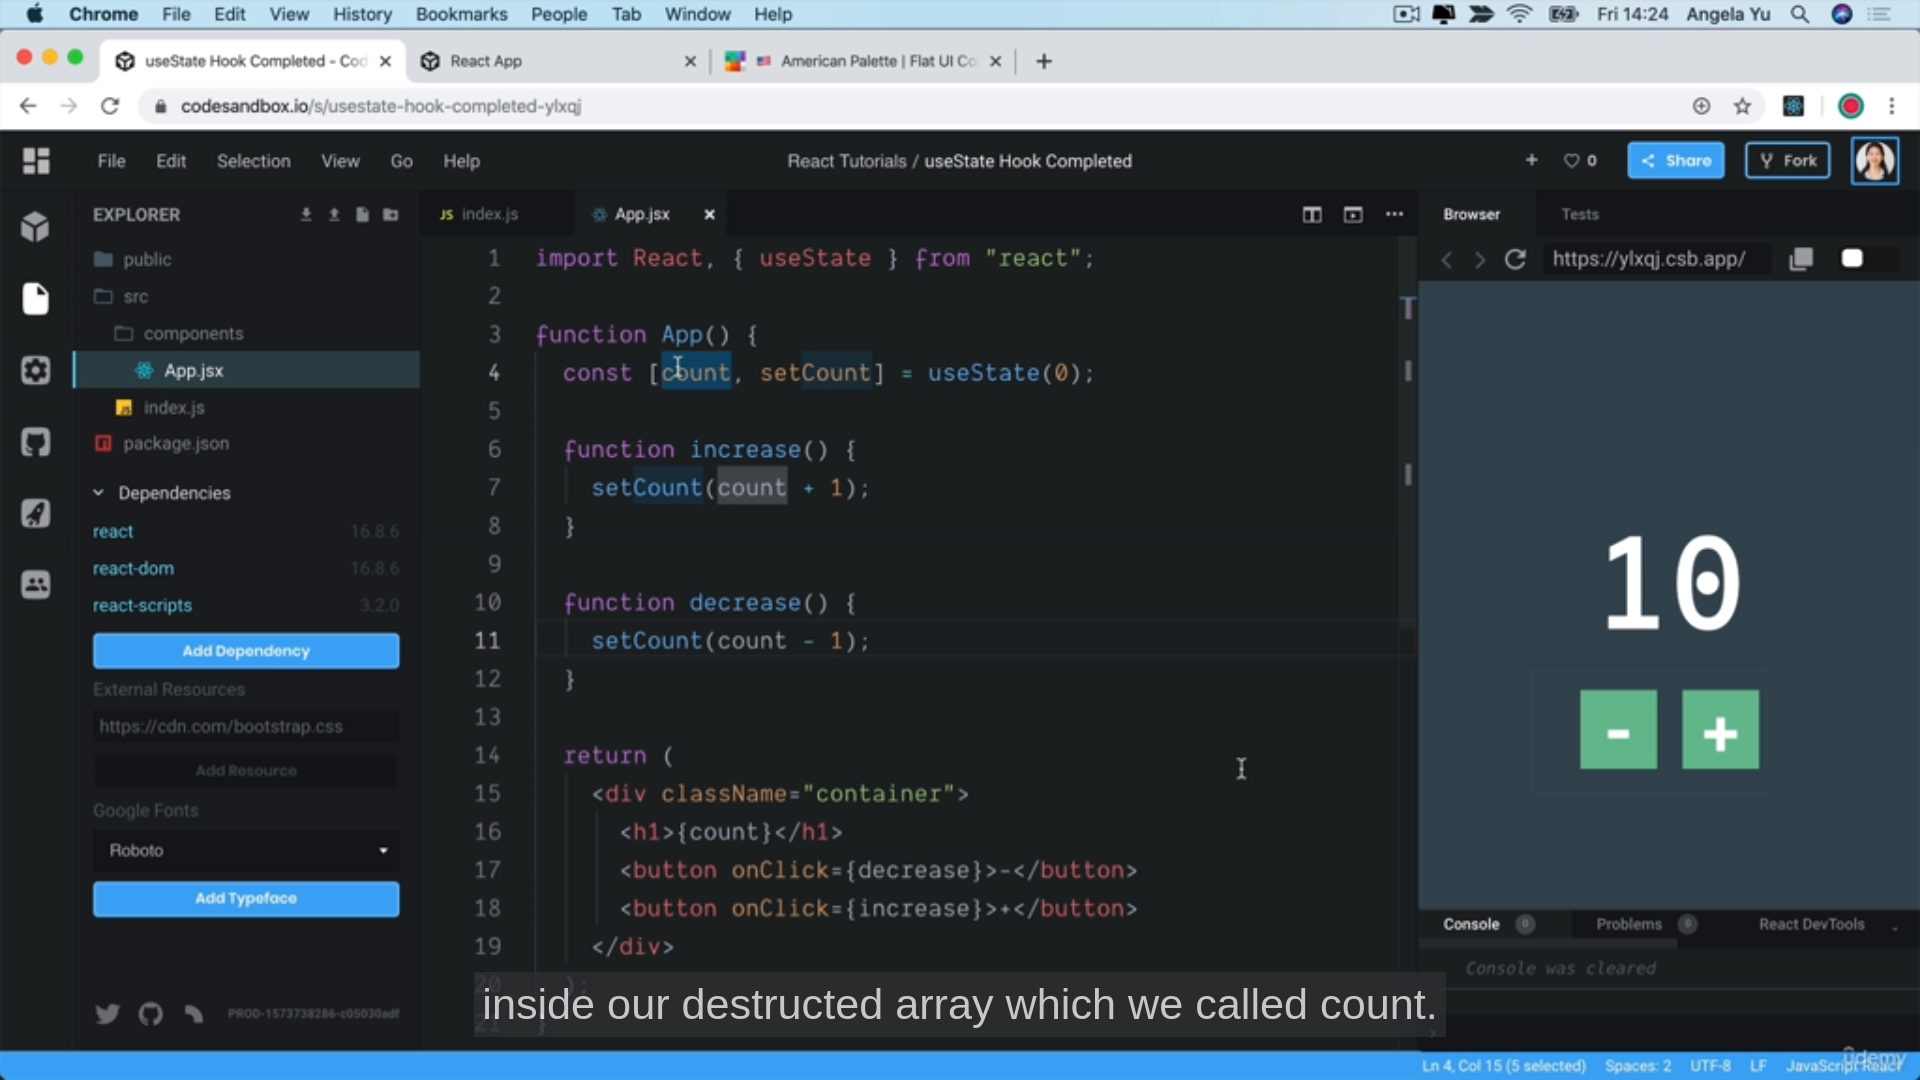 Chrome File Edit View History Bookmarks People Tab Window Help Fri 14:24 Angela Yu
useState Hook Completed - Cod React App American Palette | Flat UI Co
codesandbox.io/s/usestate-hook-completed-ylxqj
File Edit Selection View Go Help React Tutorials / useState Hook Completed 0 Share Fork
EXPLORER
public
src
components
App.jsx
index.js
package.json
Dependencies
react 16.8.6
react-dom 16.8.6
react-scripts 3.2.0
Add Dependency
External Resources
https://cdn.com/bootstrap.css
Add Resource
Google Fonts
Roboto
Add Typeface
PROD-1573738286-c05030adf
JS index.js App.jsx
1 import React, { useState } from "react";
2
3 function App() {
4 const [count, setCount] = useState(0);
5
6 function increase() {
7 setCount(count + 1);
8 }
9
10 function decrease() {
11 setCount(count - 1);
12 }
13
14 return (
15 <div className="container">
16 <h1>{count}</h1>
17 <button onClick={decrease}>-</button>
18 <button onClick={increase}>+</button>
19 </div>
20 );
21 }
inside our destructed array which we called count.
Browser Tests
https://ylxqj.csb.app/
10
- +
Console 0 Problems 0 React DevTools
Console was cleared
Ln 4, Col 15 (5 selected) Spaces: 2 UTF-8 LF JavaScript React
ûdemy